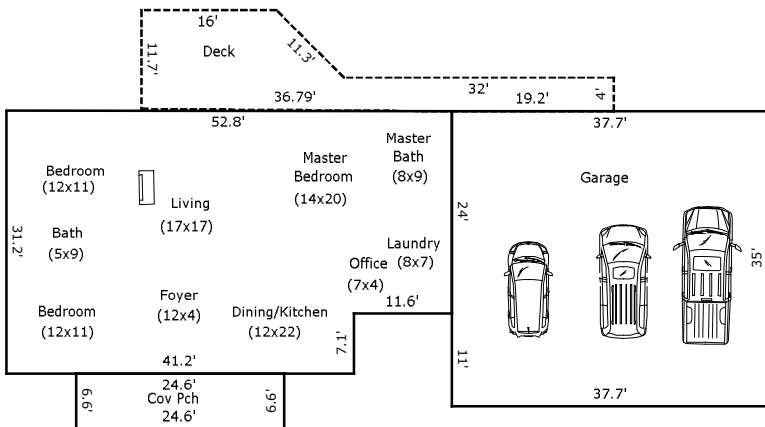 16'
11.7'
Deck
11.3'
32'
36.79'
19.2'
4'
52.8'
37.7'
Bedroom
(12x11)
Living
(17x17)
Master
Bedroom
(14x20)
Master
Bath
(8x9)
Garage
31.2'
Bath
(5x9)
24'
Laundry
(8x7)
Office
(7x4)
35'
Bedroom
(12x11)
Foyer
(12x4)
Dining/Kitchen
(12x22)
11.6'
7.1'
11'
41.2'
37.7'
24.6'
6.6'
Cov Pch
6.6'
24.6'